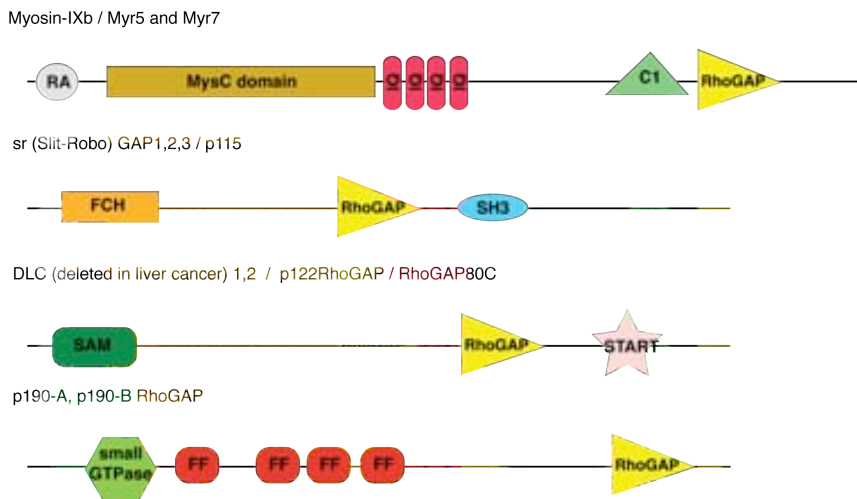 Myosin-IXb / Myr5 and Myr7
RA MysC domain IQ IQ IQ IQ C1 RhoGAP
sr (Slit-Robo) GAP1,2,3 / p115
FCH RhoGAP SH3
DLC (deleted in liver cancer) 1,2 / p122RhoGAP / RhoGAP80C
SAM RhoGAP START
p190-A, p190-B RhoGAP
small
GTPase FF FF FF FF RhoGAP